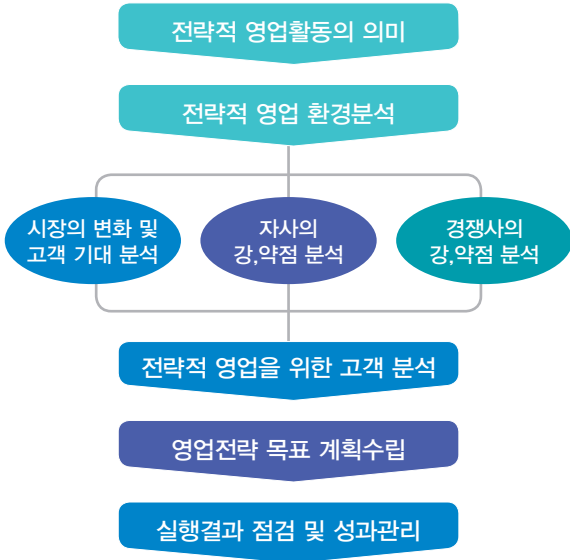 전략적 영업활동의 의미
전략적 영업 환경분석
시장의 변화 및
고객 기대 분석
자사의
강,약점 분석
경쟁사의
강,약점 분석
전략적 영업을 위한 고객 분석
영업전략 목표 계획수립
실행결과 점검 및 성과관리